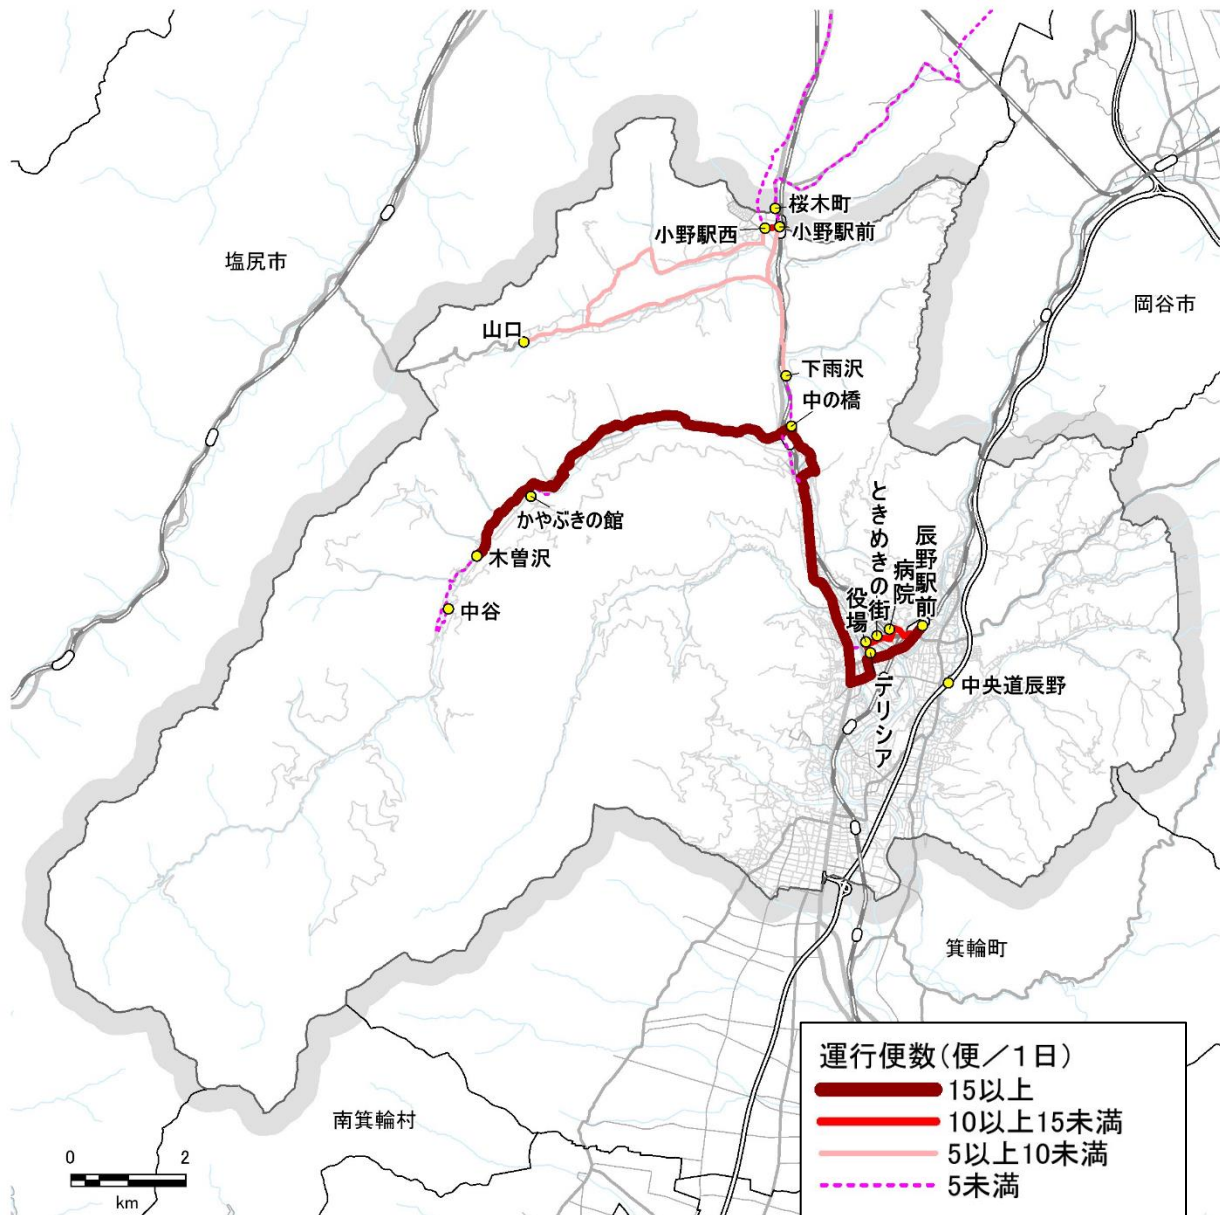 桜木町
小野駅西
小野駅前
塩尻市
岡谷市
山口
下雨沢
中の橋
かやぶきの館
ときめきの街
病院
辰野駅前
役場
木曽沢
中谷
デリシア
中央道辰野
箕輪町
南箕輪村
0 2
km
運行便数(便／1日)
15以上
10以上15未満
5以上10未満
5未満